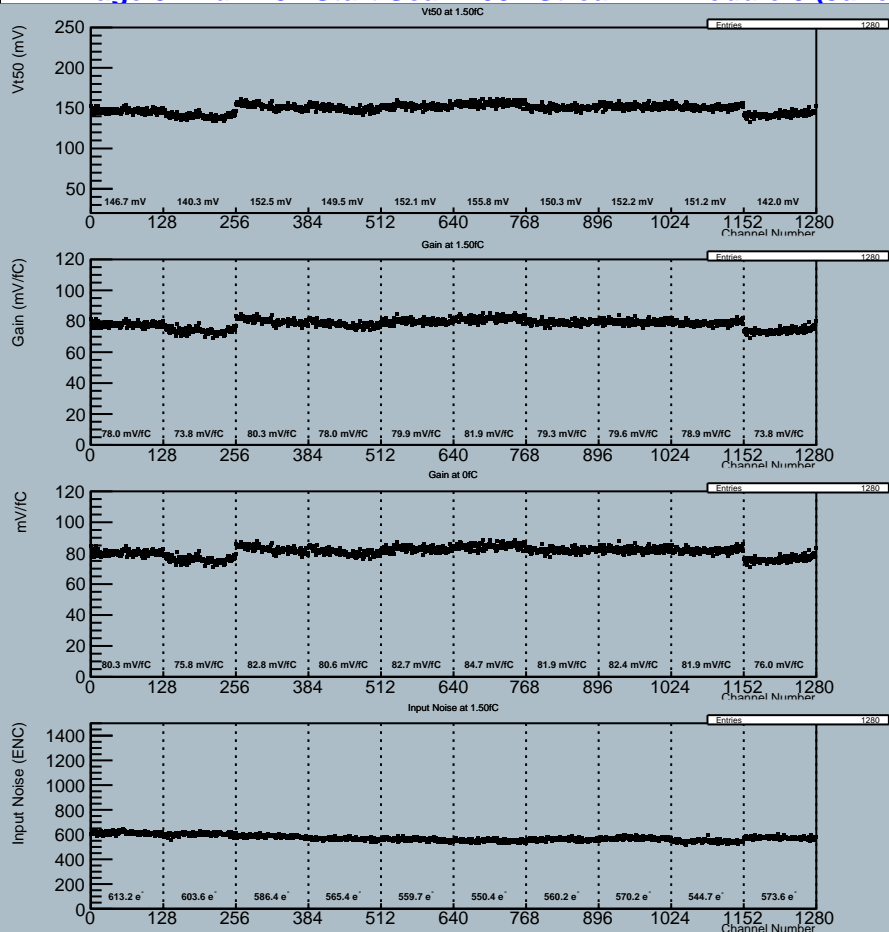 Vt50 at 1.50fC
Entries 1280
Vt50 (mV)
250
200
150
100
50
146.7 mV 140.3 mV 152.5 mV 149.5 mV 152.1 mV 155.8 mV 150.3 mV 152.2 mV 151.2 mV 142.0 mV
0 128 256 384 512 640 768 896 1024 1152 1280
Channel Number
Gain at 1.50fC
Entries 1280
Gain (mV/fC)
120
100
80
60
40
20
0
78.0 mV/fC 73.8 mV/fC 80.3 mV/fC 78.0 mV/fC 79.9 mV/fC 81.9 mV/fC 79.3 mV/fC 79.6 mV/fC 78.9 mV/fC 73.8 mV/fC
0 128 256 384 512 640 768 896 1024 1152 1280
Channel Number
Gain at 0fC
Entries 1280
mV/fC
120
100
80
60
40
20
0
80.3 mV/fC 75.8 mV/fC 82.8 mV/fC 80.6 mV/fC 82.7 mV/fC 84.7 mV/fC 81.9 mV/fC 82.4 mV/fC 81.9 mV/fC 76.0 mV/fC
0 128 256 384 512 640 768 896 1024 1152 1280
Channel Number
Input Noise at 1.50fC
Entries 1280
Input Noise (ENC)
1400
1200
1000
800
600
400
200
0
613.2 e⁻ 603.6 e⁻ 586.4 e⁻ 565.4 e⁻ 559.7 e⁻ 550.4 e⁻ 560.2 e⁻ 570.2 e⁻ 544.7 e⁻ 573.6 e⁻
0 128 256 384 512 640 768 896 1024 1152 1280
Channel Number